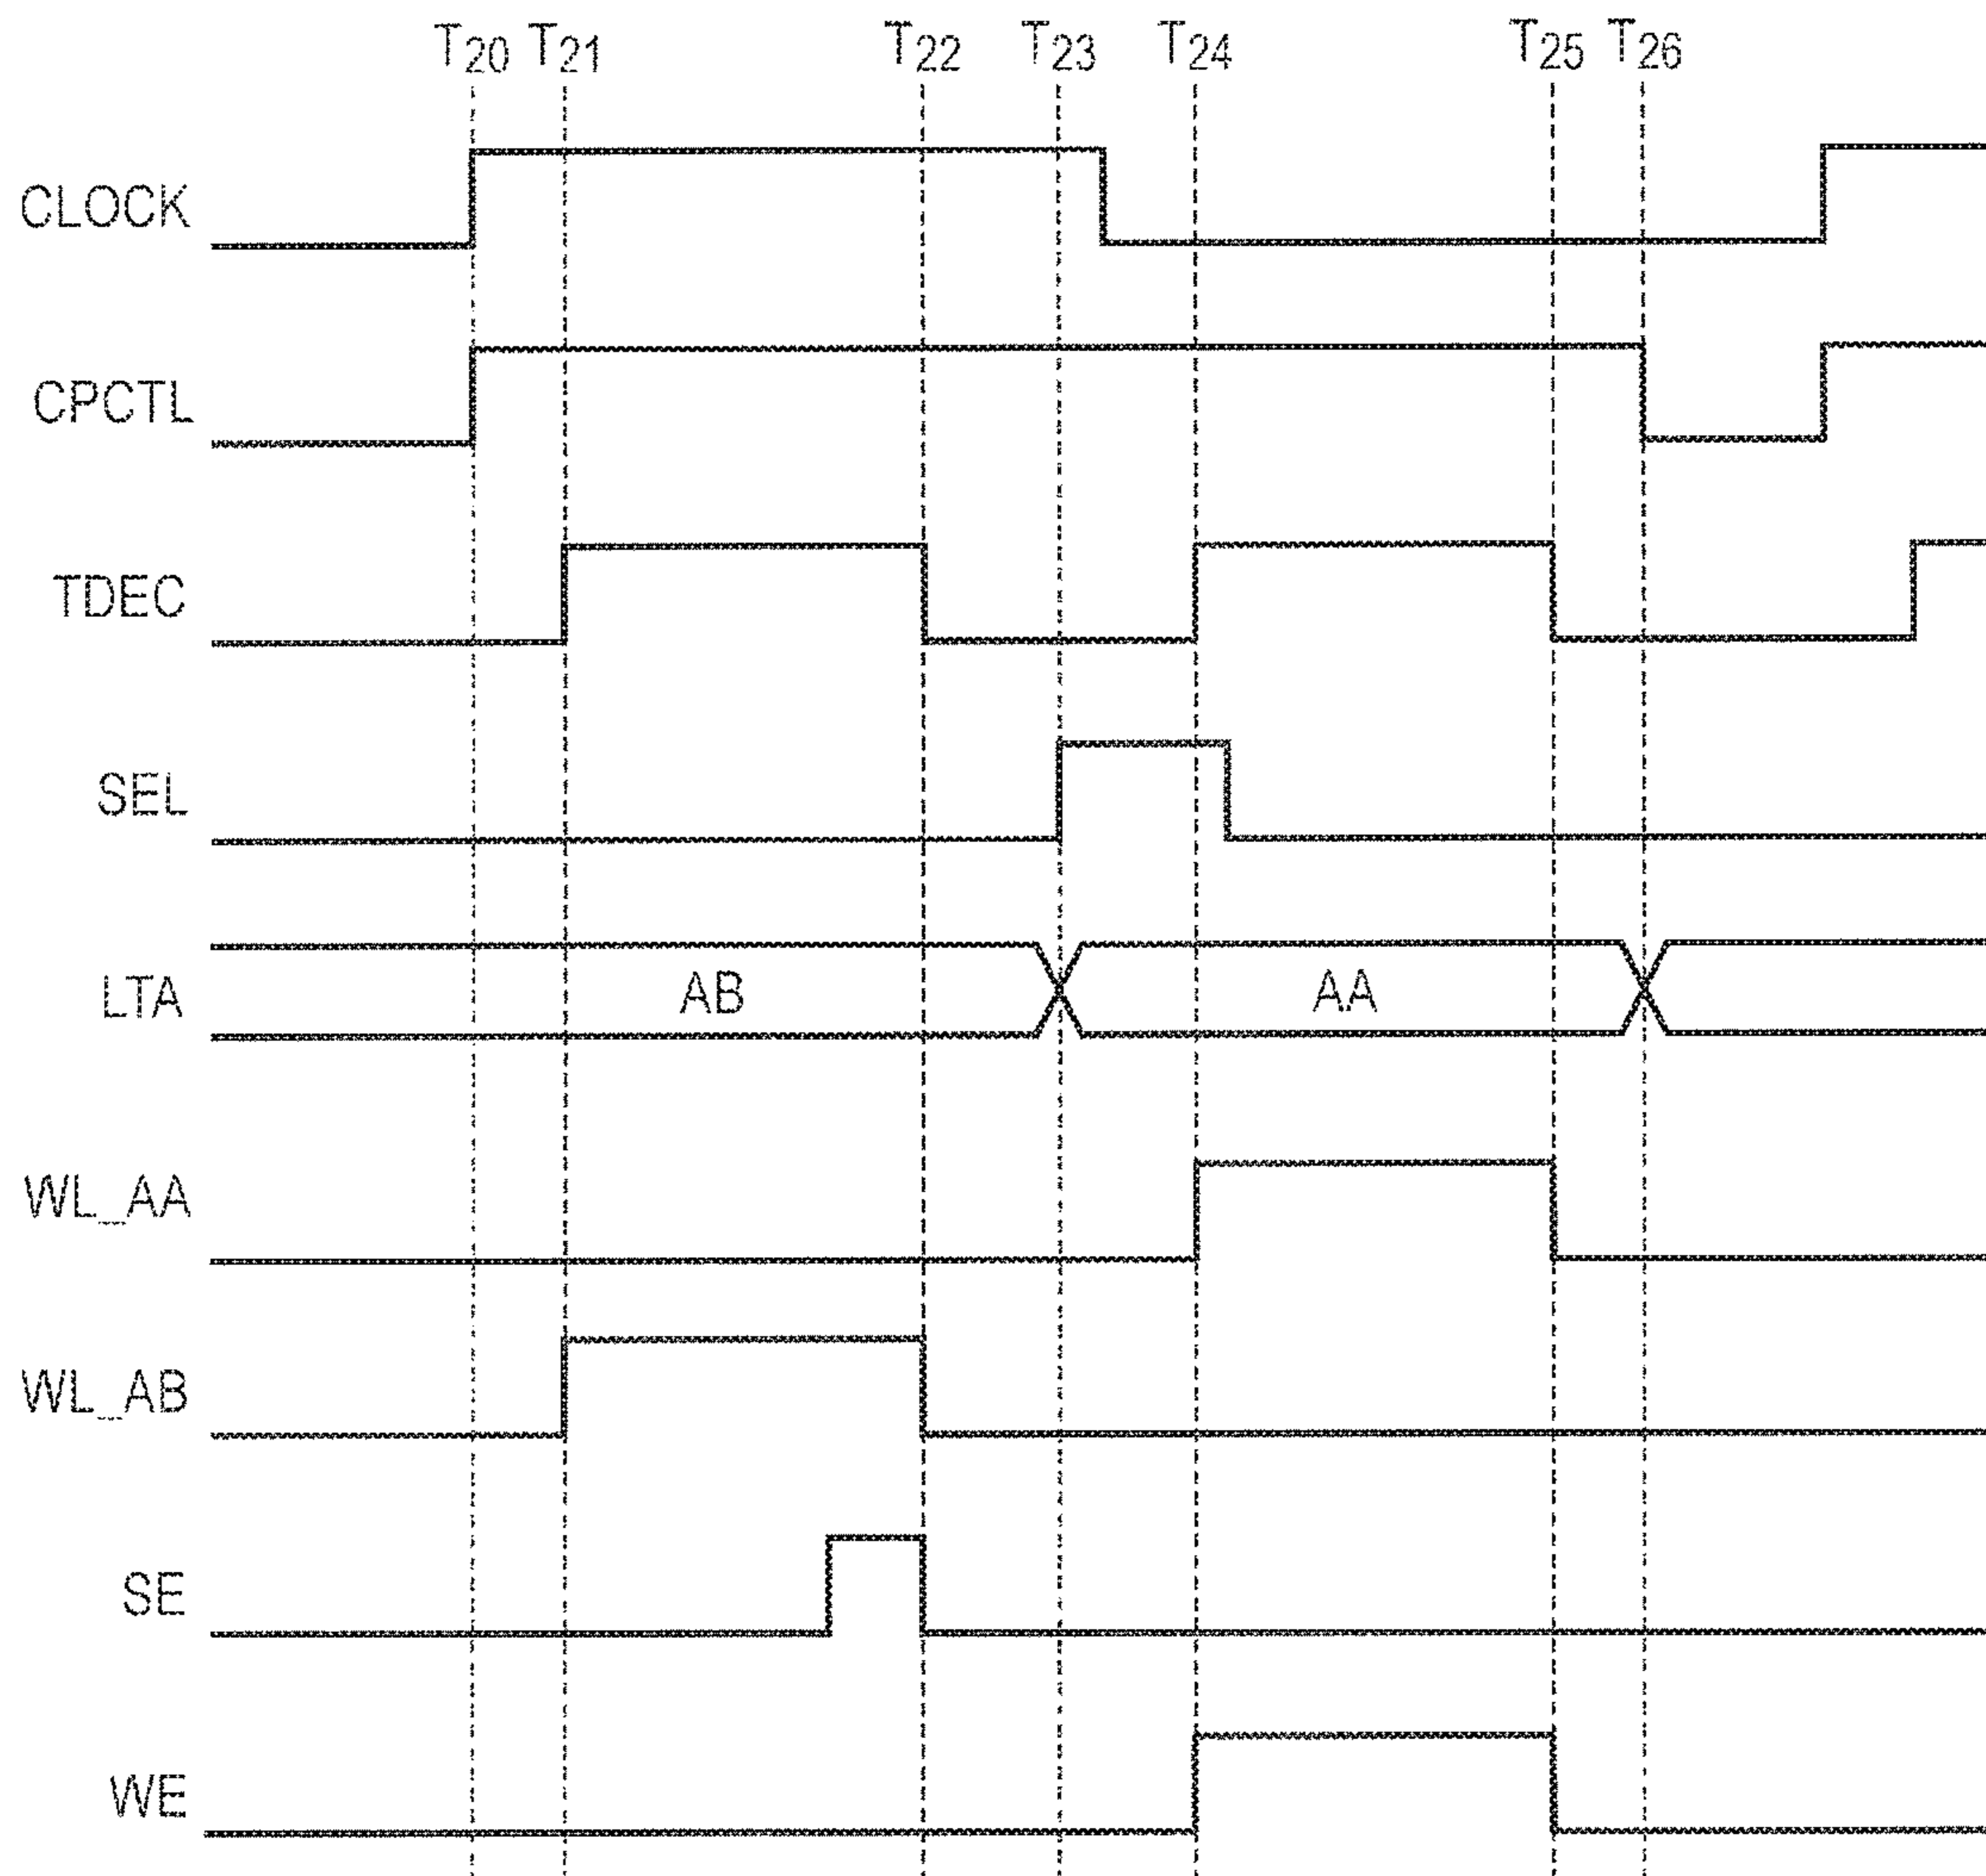 T20 T21 T22 T23 T24 T25 T26
CLOCK
CPCTL
TDEC
SEL
LTA AB AA
WL_AA
WL_AB
SE
WE